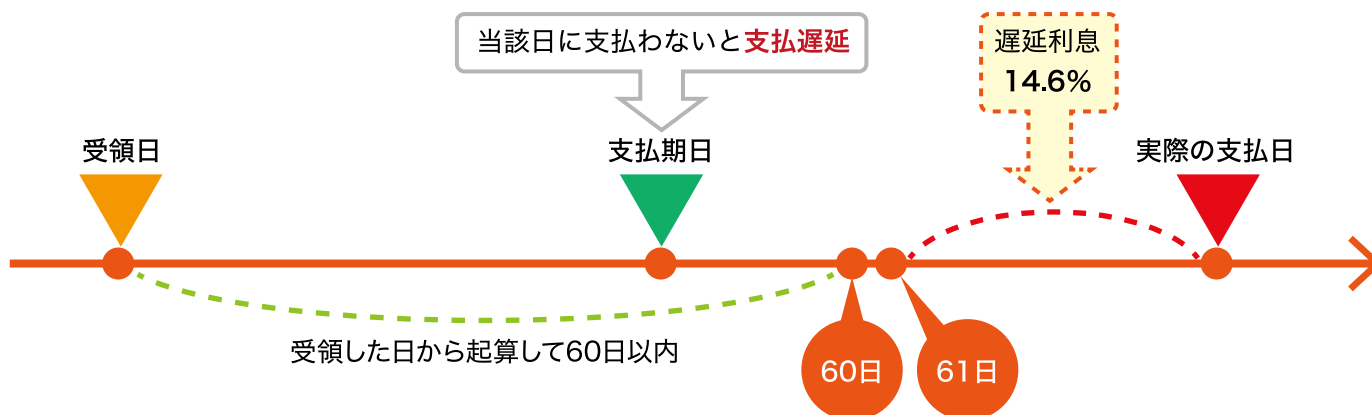 当該日に支払わないと支払遅延
遅延利息
14.6%
受領日
支払期日
実際の支払日
受領した日から起算して60日以内
60日
61日